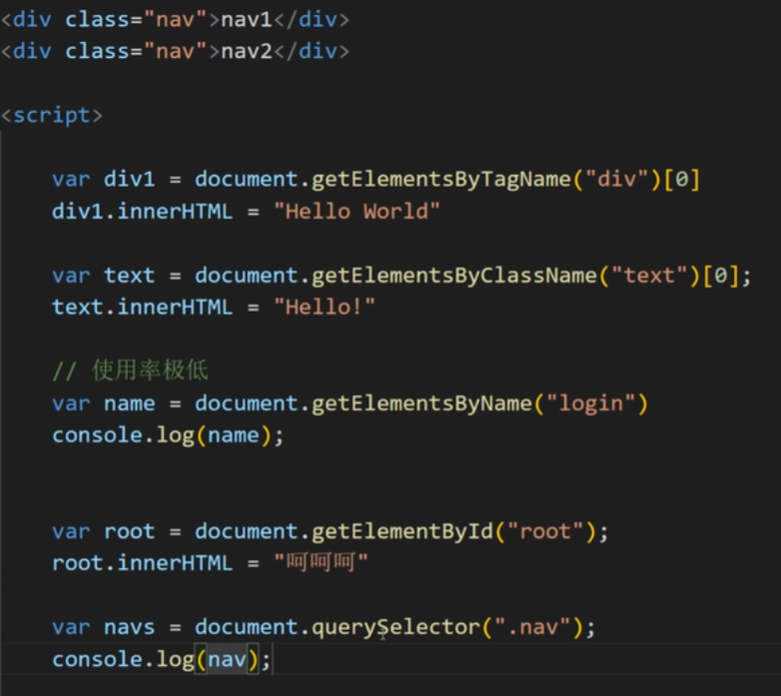 <div class="nav">nav1</div>
<div class="nav">nav2</div>
<script>
var div1 = document.getElementsByTagName("div")[0]
div1.innerHTML = "Hello World"
var text = document.getElementsByClassName("text")[0];
text.innerHTML = "Hello!"
// 使用率极低
var name = document.getElementsByName("login")
console.log(name);
var root = document.getElementById("root");
root.innerHTML = "呵呵呵"
var navs = document.querySelector(".nav");
console.log(nav);